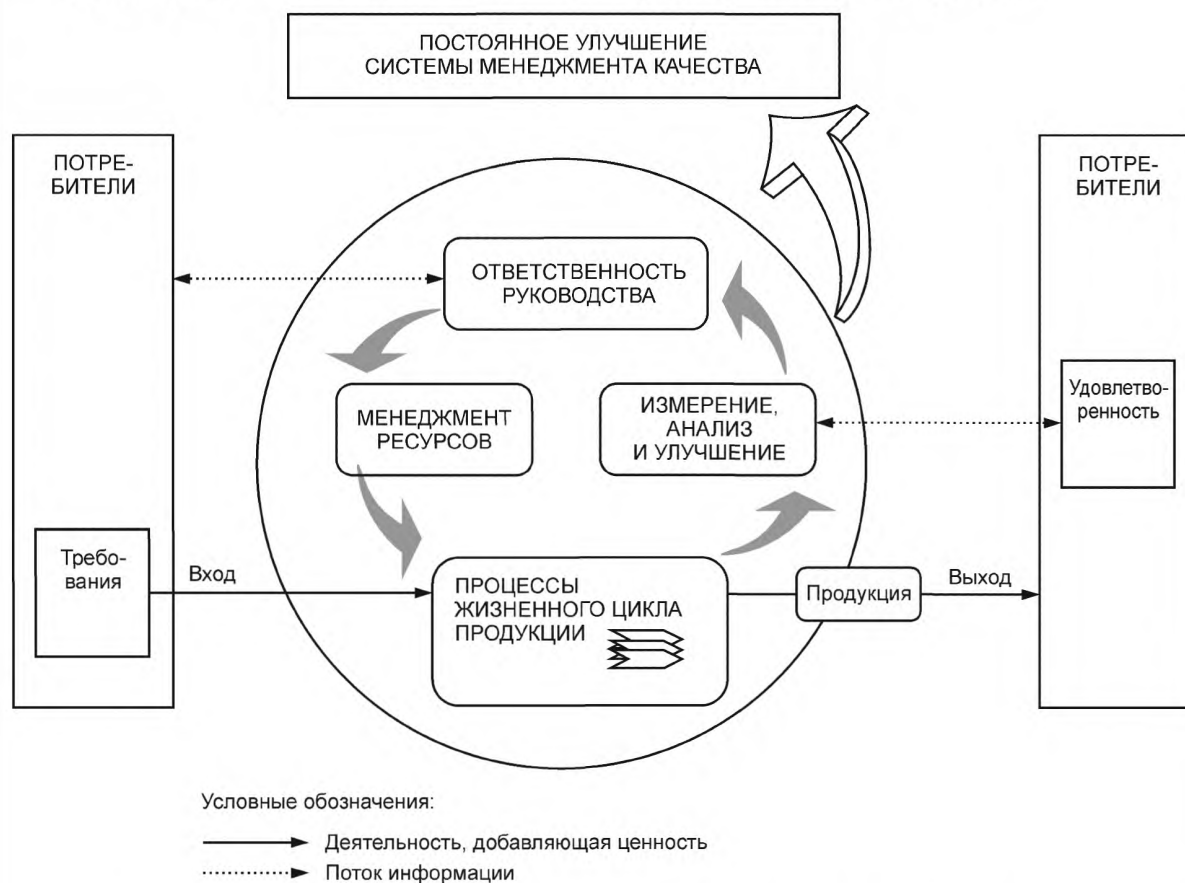 ПОСТОЯННОЕ УЛУЧШЕНИЕ
СИСТЕМЫ МЕНЕДЖМЕНТА КАЧЕСТВА
ПОТРЕ-
БИТЕЛИ
ПОТРЕ-
БИТЕЛИ
ОТВЕТСТВЕННОСТЬ
РУКОВОДСТВА
МЕНЕДЖМЕНТ
РЕСУРСОВ
ИЗМЕРЕНИЕ,
АНАЛИЗ
И УЛУЧШЕНИЕ
Удовлетво-
ренность
Требо-
вания
Вход
ПРОЦЕССЫ
ЖИЗНЕННОГО ЦИКЛА
ПРОДУКЦИИ
Продукция
Выход
Условные обозначения:
Деятельность, добавляющая ценность
Поток информации